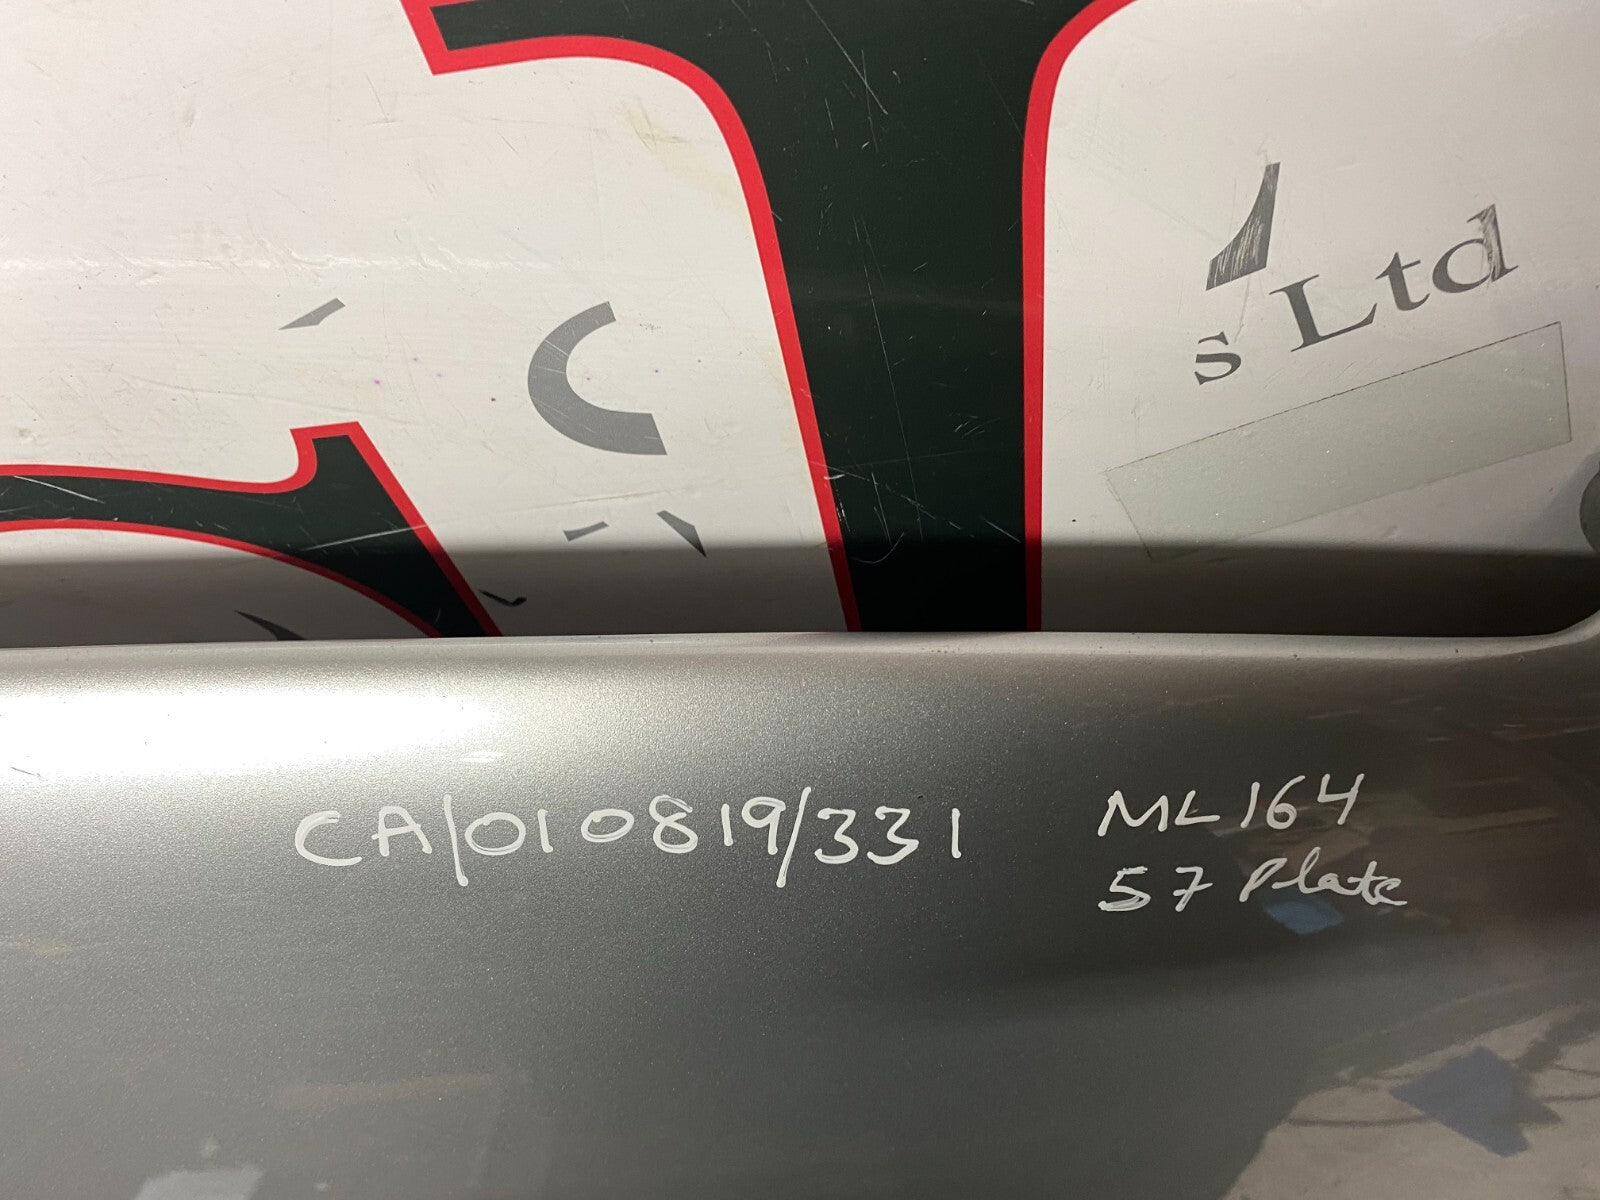 s Ltd
CA/010819/331
ML164
57 Plate